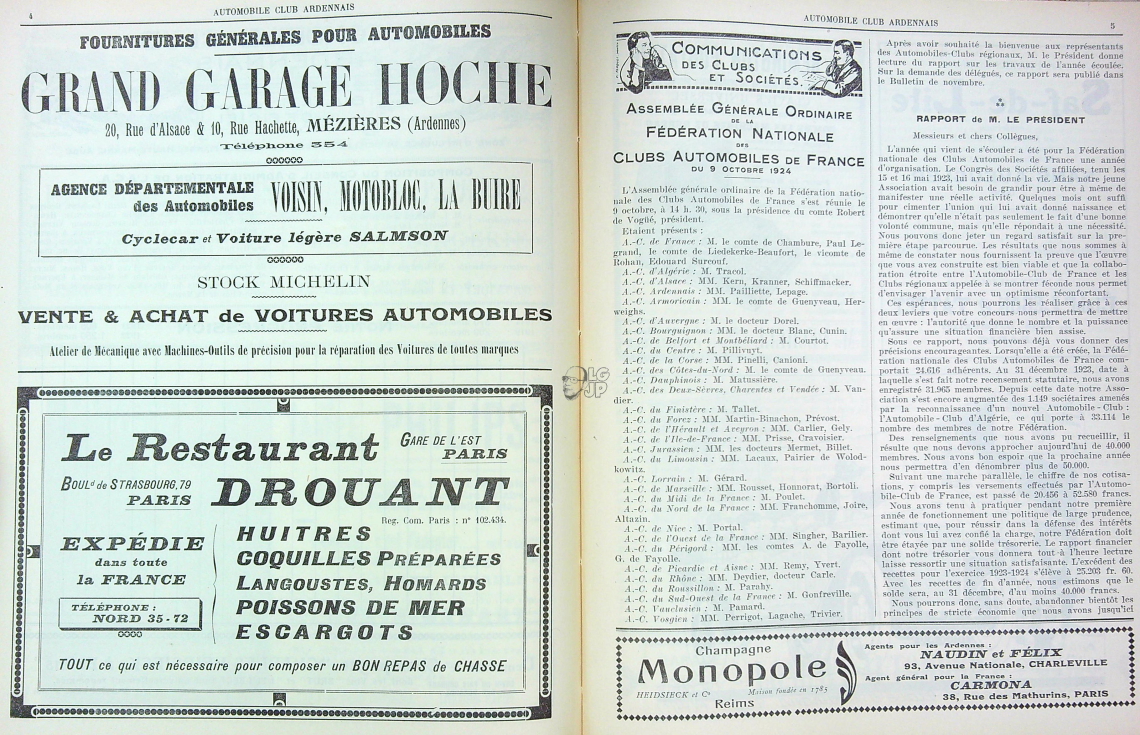 4
AUTOMOBILE CLUB ARDENNAIS
FOURNITURES GÉNÉRALES POUR AUTOMOBILES
GRAND GARAGE HOCHE
20, Rue d'Alsace & 10, Rue Hachette, MÉZIÈRES (Ardennes)
Téléphone 354
AGENCE DÉPARTEMENTALE
des Automobiles
VOISIN, MOTOBLOC, LA BUIRE
Cyclecar et Voiture légère SALMSON
STOCK MICHELIN
VENTE & ACHAT de VOITURES AUTOMOBILES
Atelier de Mécanique avec Machines-Outils de précision pour la réparation des Voitures de toutes marques
Le Restaurant
GARE DE L'EST
PARIS
BOULd de STRASBOURG, 79
PARIS
DROUANT
Reg. Com. Paris : n° 102.434.
EXPÉDIE
dans toute
la FRANCE
TÉLÉPHONE :
NORD 35-72
HUITRES
COQUILLES PRÉPARÉES
LANGOUSTES, HOMARDS
POISSONS DE MER
ESCARGOTS
TOUT ce qui est nécessaire pour composer un BON REPAS de CHASSE
AUTOMOBILE CLUB ARDENNAIS
5
COMMUNICATIONS
DES CLUBS
ET SOCIÉTÉS
ASSEMBLÉE GÉNÉRALE ORDINAIRE
DE LA
FÉDÉRATION NATIONALE
DES
CLUBS AUTOMOBILES DE FRANCE
DU 9 OCTOBRE 1924
L'Assemblée générale ordinaire de la Fédération natio-
nale des Clubs Automobiles de France s'est réunie le
9 octobre, à 14 h. 30, sous la présidence du comte Robert
de Vogüé, président.
Etaient présents :
A.-C. de France : M. le comte de Chambure, Paul Le-
grand, le comte de Liedekerke-Beaufort, le vicomte de
Rohan, Edouard Surcouf.
A.-C. d'Algérie : M. Tracol.
A.-C. d'Alsace : MM. Kern, Kranner, Schiffmacker.
A.-C. Ardennais : MM. Pailliette, Lepage.
A.-C. Armoricain : MM. le comte de Guenyveau, Her-
weighs.
A.-C. d'Auvergne : M. le docteur Dorel.
A.-C. Bourguignon : MM. le docteur Blanc, Cunin.
A.-C. de Belfort et Montbéliard : M. Courtot.
A.-C. du Centre : M. Pillivuyt.
A.-C. de la Corse : MM. Pinelli, Canioni.
A.-C. des Côtes-du-Nord : M. le comte de Guenyveau.
A.-C. Dauphinois : M. Matussière.
A.-C. des Deux-Sèvres, Charentes et Vendée : M. Van-
dier.
A.-C. du Finistère : M. Tallet.
A.-C. du Forez : MM. Martin-Binachon, Prévost.
A.-C. de l'Hérault et Aveyron : MM. Carlier, Gely.
A.-C. de l'Ile-de-France : MM. Prisse, Cravoisier.
A.-C. Jurassien : MM. les docteurs Mermet, Billet.
A.-C. du Limousin : MM. Lacaux, Pairier de Wolod-
kowitz.
A.-C. Lorrain : M. Gérard.
A.-C. de Marseille : MM. Rousset, Honnorat, Bortoli.
A.-C. du Midi de la France : M. Poulet.
A.-C. du Nord de la France : MM. Franchomme, Joire,
Altazin.
A.-C. de Nice : M. Portal.
A.-C. de l'Ouest de la France : MM. Singher, Barilier.
A.-C. du Périgord : MM. les comtes A. de Fayolle,
G. de Fayolle.
A.-C. de Picardie et Aisne : MM. Remy, Yvert.
A.-C. du Rhône : MM. Deydier, docteur Carle.
A.-C. du Roussillon : M. Parahy.
A.-C. du Sud-Ouest de la France : M. Gonfreville.
A.-C. Vauclusien : M. Pamard.
A.-C. Vosgien : MM. Perrigot, Lagache, Trivier.
Après avoir souhaité la bienvenue aux représentants
des Automobiles-Clubs régionaux, M. le Président donne
lecture du rapport sur les travaux de l'année écoulée.
Sur la demande des délégués, ce rapport sera publié dans
le Bulletin de novembre.
RAPPORT de M. LE PRÉSIDENT
Messieurs et chers Collègues,
L'année qui vient de s'écouler a été pour la Fédération
nationale des Clubs Automobiles de France une année
d'organisation. Le Congrès des Sociétés affiliées, tenu les
15 et 16 mai 1923, lui avait donné la vie. Mais notre jeune
Association avait besoin de grandir pour être à même de
manifester une réelle activité. Quelques mois ont suffi
pour cimenter l'union qui lui avait donné naissance et
démontrer qu'elle n'était pas seulement le fait d'une bonne
volonté commune, mais qu'elle répondait à une nécessité.
Nous pouvons donc jeter un regard satisfait sur la pre-
mière étape parcourue. Les résultats que nous sommes à
même de constater nous fournissent la preuve que l'œuvre
que vous avez construite est bien viable et que la collabo-
ration étroite entre l'Automobile-Club de France et les
Clubs régionaux appelée à se montrer féconde nous permet
d'envisager l'avenir avec un optimisme réconfortant.
Ces espérances, nous pourrons les réaliser grâce à ces
deux leviers que votre concours nous permettra de mettre
en œuvre : l'autorité que donne le nombre et la puissance
qu'assure une situation financière bien assise.
Sous ce rapport, nous pouvons déjà vous donner des
précisions encourageantes. Lorsqu'elle a été créée, la Fédé-
ration nationale des Clubs Automobiles de France com-
portait 24.616 adhérents. Au 31 décembre 1923, date à
laquelle s'est fait notre recensement statutaire, nous avons
enregistré 31.965 membres. Depuis cette date notre Asso-
ciation s'est encore augmentée des 1.149 sociétaires amenés
par la reconnaissance d'un nouvel Automobile-Club :
l'Automobile-Club d'Algérie, ce qui porte à 33.114 le
nombre des membres de notre Fédération.
Des renseignements que nous avons pu recueillir, il
résulte que nous devons approcher aujourd'hui de 40.000
membres. Nous avons bon espoir que la prochaine année
nous permettra d'en dénombrer plus de 50.000.
Suivant une marche parallèle, le chiffre de nos cotisa-
tions, y compris les versements effectués par l'Automo-
bile-Club de France, est passé de 20.456 à 52.580 francs.
Nous avons tenu à pratiquer pendant notre première
année de fonctionnement une politique de large prudence,
estimant que, pour réussir dans la défense des intérêts
dont vous lui avez confié la charge, notre Fédération doit
être étayée par une solide trésorerie. Le rapport financier
dont notre trésorier vous donnera tout à l'heure lecture
laisse ressortir une situation satisfaisante. L'excédent des
recettes pour l'exercice 1923-1924 s'élève à 25.203 fr. 60.
Avec les recettes de fin d'année, nous estimons que le
solde sera, au 31 décembre, d'au moins 40.000 francs.
Nous pourrons donc, sans doute, abandonner bientôt les
principes de stricte économie que nous avons jusqu'ici
Champagne
Monopole
HEIDSIECK et Co
Maison fondée en 1785
Reims
Agents pour les Ardennes :
NAUDIN et FÉLIX
93, Avenue Nationale, CHARLEVILLE
Agent général pour la France :
CARMONA
38, Rue des Mathurins, PARIS
LG
JP